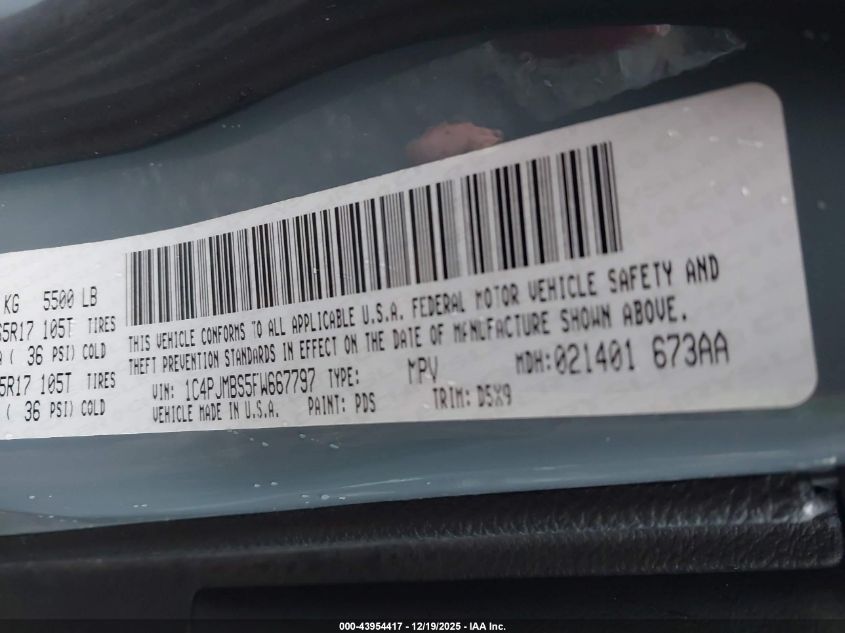 KG 5500 LB
5R17 105T TIRES
( 36 PSI) COLD
5R17 105T TIRES
( 36 PSI) COLD
THIS VEHICLE CONFORMS TO ALL APPLICABLE U.S.A. FEDERAL MOTOR VEHICLE SAFETY AND
THEFT PREVENTION STANDARDS IN EFFECT ON THE DATE OF MANUFACTURE SHOWN ABOVE.
VIN: 1C4PJMBS5FW667797 TYPE: MPV MDH:021401 673AA
VEHICLE MADE IN U.S.A. PAINT: PDS TRIM: D5X9
000-43954417 - 12/19/2025 - IAA Inc.